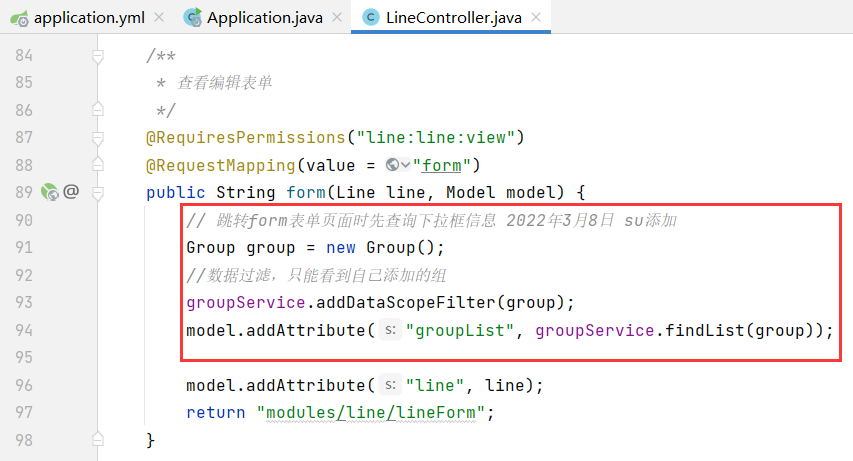 application.yml Application.java LineController.java
84 /**
85 * 查看编辑表单
86 */
87 @RequiresPermissions("line:line:view")
88 @RequestMapping(value = "form")
89 @ public String form(Line line, Model model) {
90 // 跳转form表单页面时先查询下拉框信息 2022年3月8日 su添加
91 Group group = new Group();
92 //数据过滤，只能看到自己添加的组
93 groupService.addDataScopeFilter(group);
94 model.addAttribute( s: "groupList", groupService.findList(group));
95
96 model.addAttribute( s: "line", line);
97 return "modules/line/lineForm";
98 }